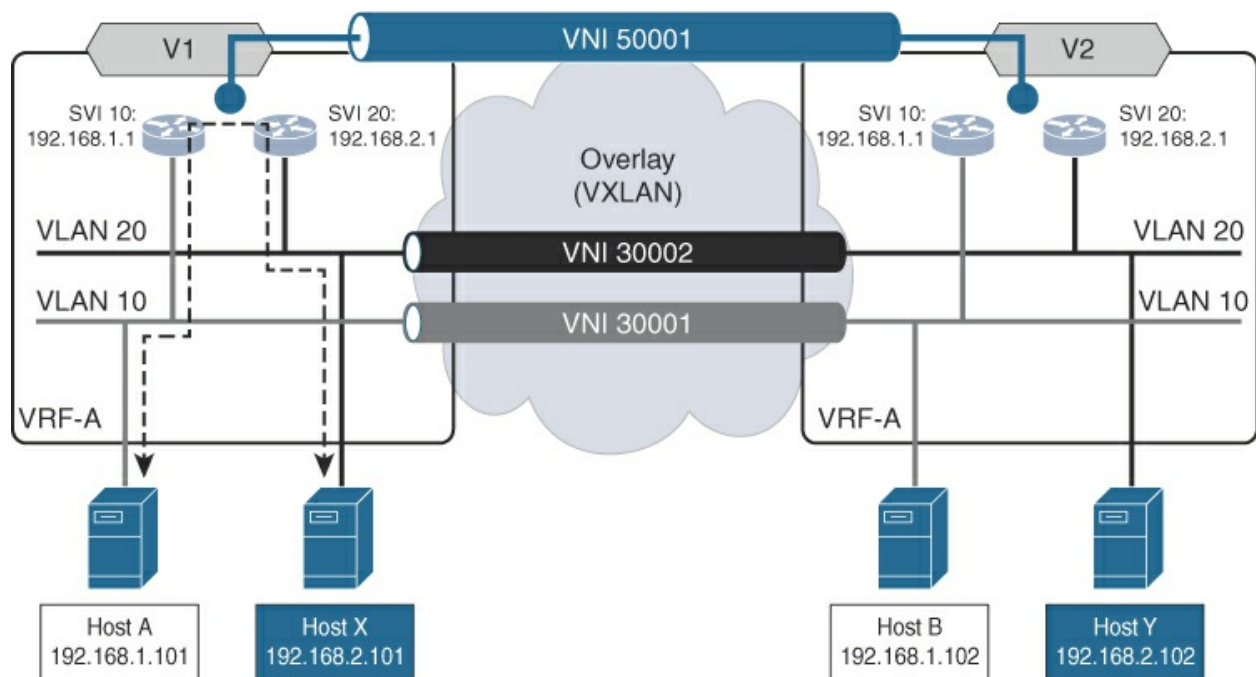 V1
VNI 50001
V2
SVI 10:
192.168.1.1
SVI 20:
192.168.2.1
SVI 10:
192.168.1.1
SVI 20:
192.168.2.1
Overlay
(VXLAN)
VLAN 20
VNI 30002
VLAN 20
VLAN 10
VNI 30001
VLAN 10
VRF-A
VRF-A
Host A
192.168.1.101
Host X
192.168.2.101
Host B
192.168.1.102
Host Y
192.168.2.102